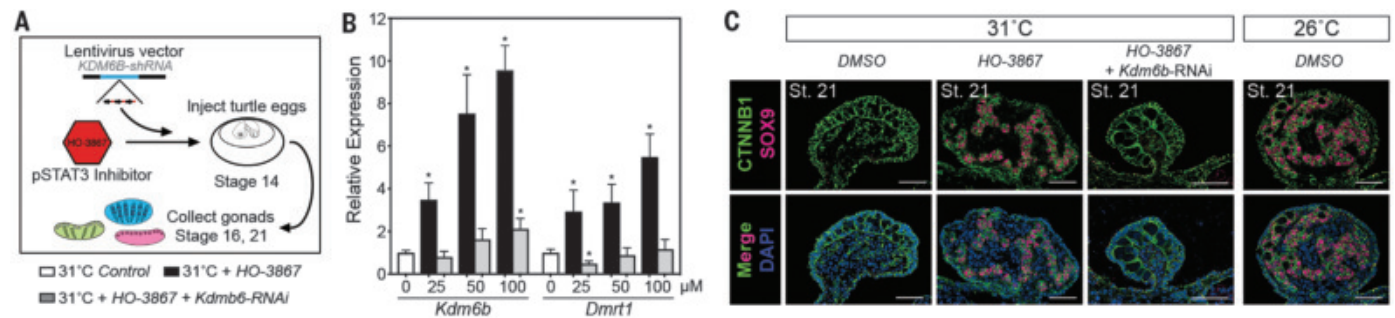 A
Lentivirus vector
KDM6B-shRNA
Inject turtle eggs
HO-3867
pSTAT3 Inhibitor
Stage 14
Collect gonads
Stage 16, 21
31°C Control
31°C + HO-3867
31°C + HO-3867 + Kdmb6-RNAi
B
Relative Expression
12
10
8
6
4
2
0
* * * * * * * *
0 25 50 100 0 25 50 100 µM
Kdm6b Dmrt1
C
31˚C 26˚C
DMSO HO-3867 HO-3867 + Kdm6b-RNAi DMSO
St. 21 St. 21 St. 21 St. 21
CTNNB1
SOX9
Merge
DAPI